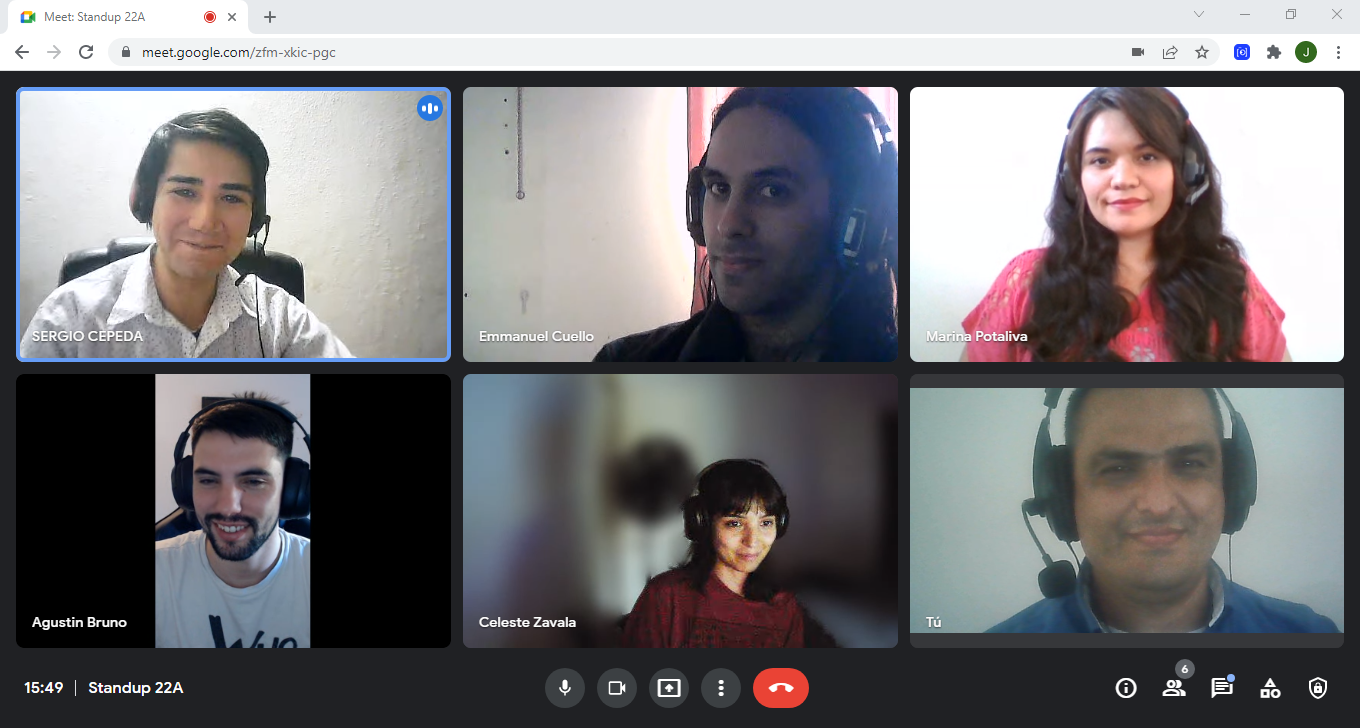 Meet: Standup 22A
meet.google.com/zfm-xkic-pgc
J
SERGIO CEPEDA
Emmanuel Cuello
Marina Potaliva
Agustin Bruno
Celeste Zavala
Tú
6
15:49 | Standup 22A